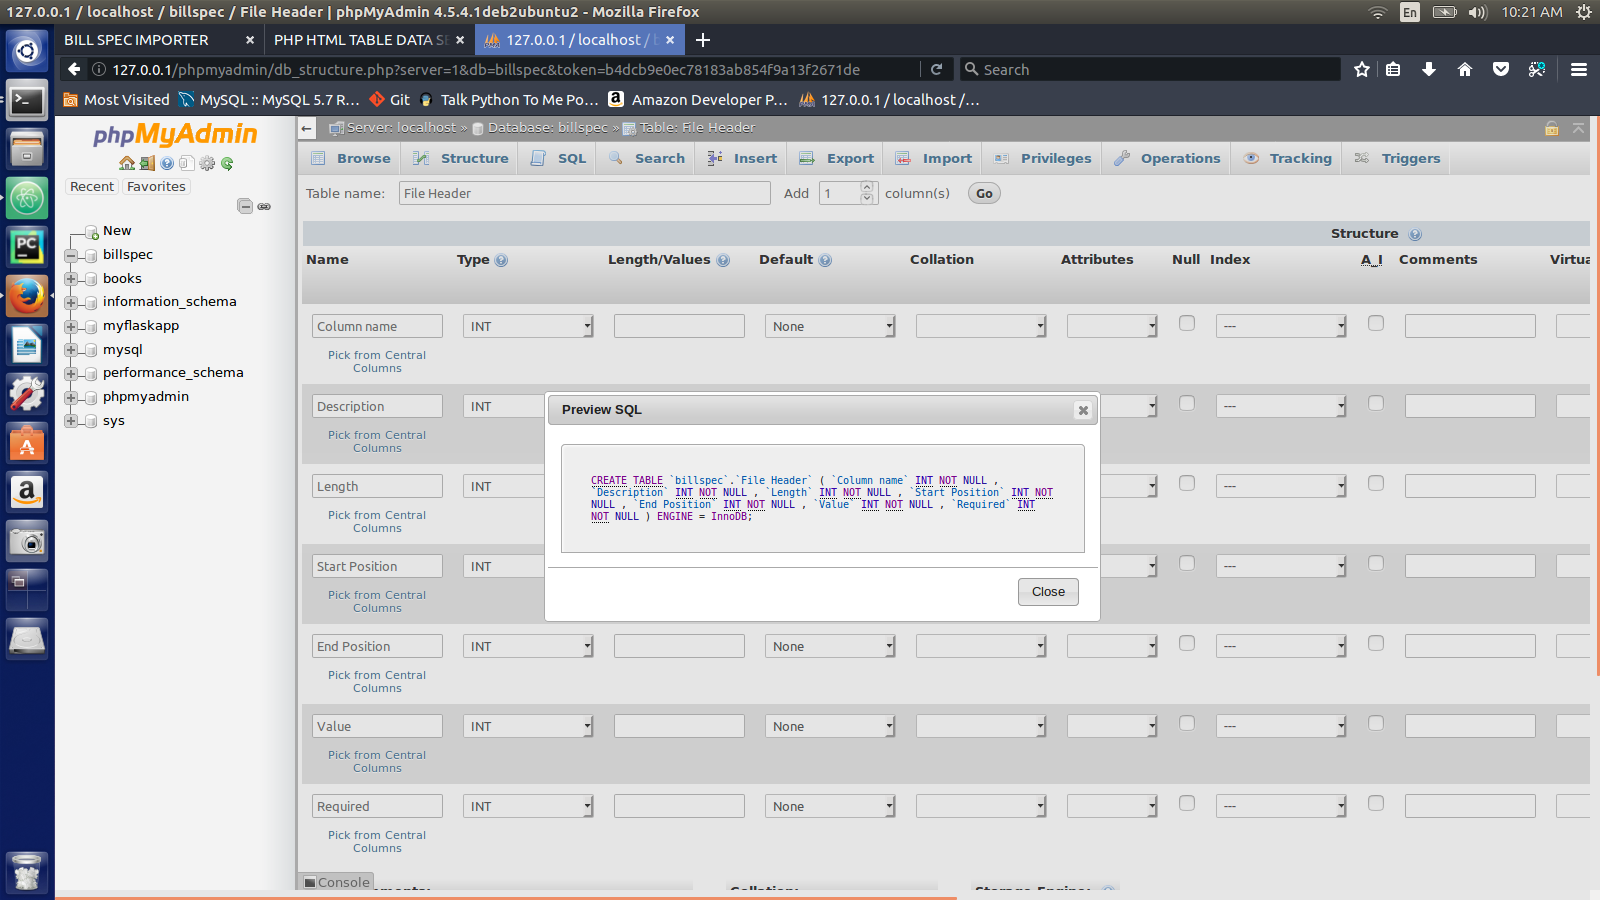 127.0.0.1 / localhost / billspec / File Header | phpMyAdmin 4.5.4.1deb2ubuntu2 - Mozilla Firefox
En
10:21 AM
BILL SPEC IMPORTER ×
PHP HTML TABLE DATA SE ×
127.0.0.1 / localhost / b ×
127.0.0.1/phpmyadmin/db_structure.php?server=1&db=billspec&token=b4dcb9e0ec78183ab854f9a13f2671de
Search
Most Visited
MySQL :: MySQL 5.7 R...
Git
Talk Python To Me Po...
Amazon Developer P...
127.0.0.1 / localhost /...
phpMyAdmin
Recent Favorites
New
billspec
books
information_schema
myflaskapp
mysql
performance_schema
phpmyadmin
sys
Server: localhost » Database: billspec » Table: File Header
Browse Structure SQL Search Insert Export Import Privileges Operations Tracking Triggers
Table name: File Header Add 1 column(s) Go
Structure
Name Type Length/Values Default Collation Attributes Null Index A_I Comments Virtua
Column name INT None ---
Pick from Central
Columns
Description INT ---
Pick from Central
Columns
Length INT ---
Pick from Central
Columns
Start Position INT ---
Pick from Central
Columns
End Position INT None ---
Pick from Central
Columns
Value INT None ---
Pick from Central
Columns
Required INT None ---
Pick from Central
Columns
Preview SQL
CREATE TABLE `billspec`.`File Header` ( `Column name` INT NOT NULL ,
`Description` INT NOT NULL , `Length` INT NOT NULL , `Start Position` INT NOT
NULL , `End Position` INT NOT NULL , `Value` INT NOT NULL , `Required` INT
NOT NULL ) ENGINE = InnoDB;
Close
Console
Collation:
Storage Engine:
PC